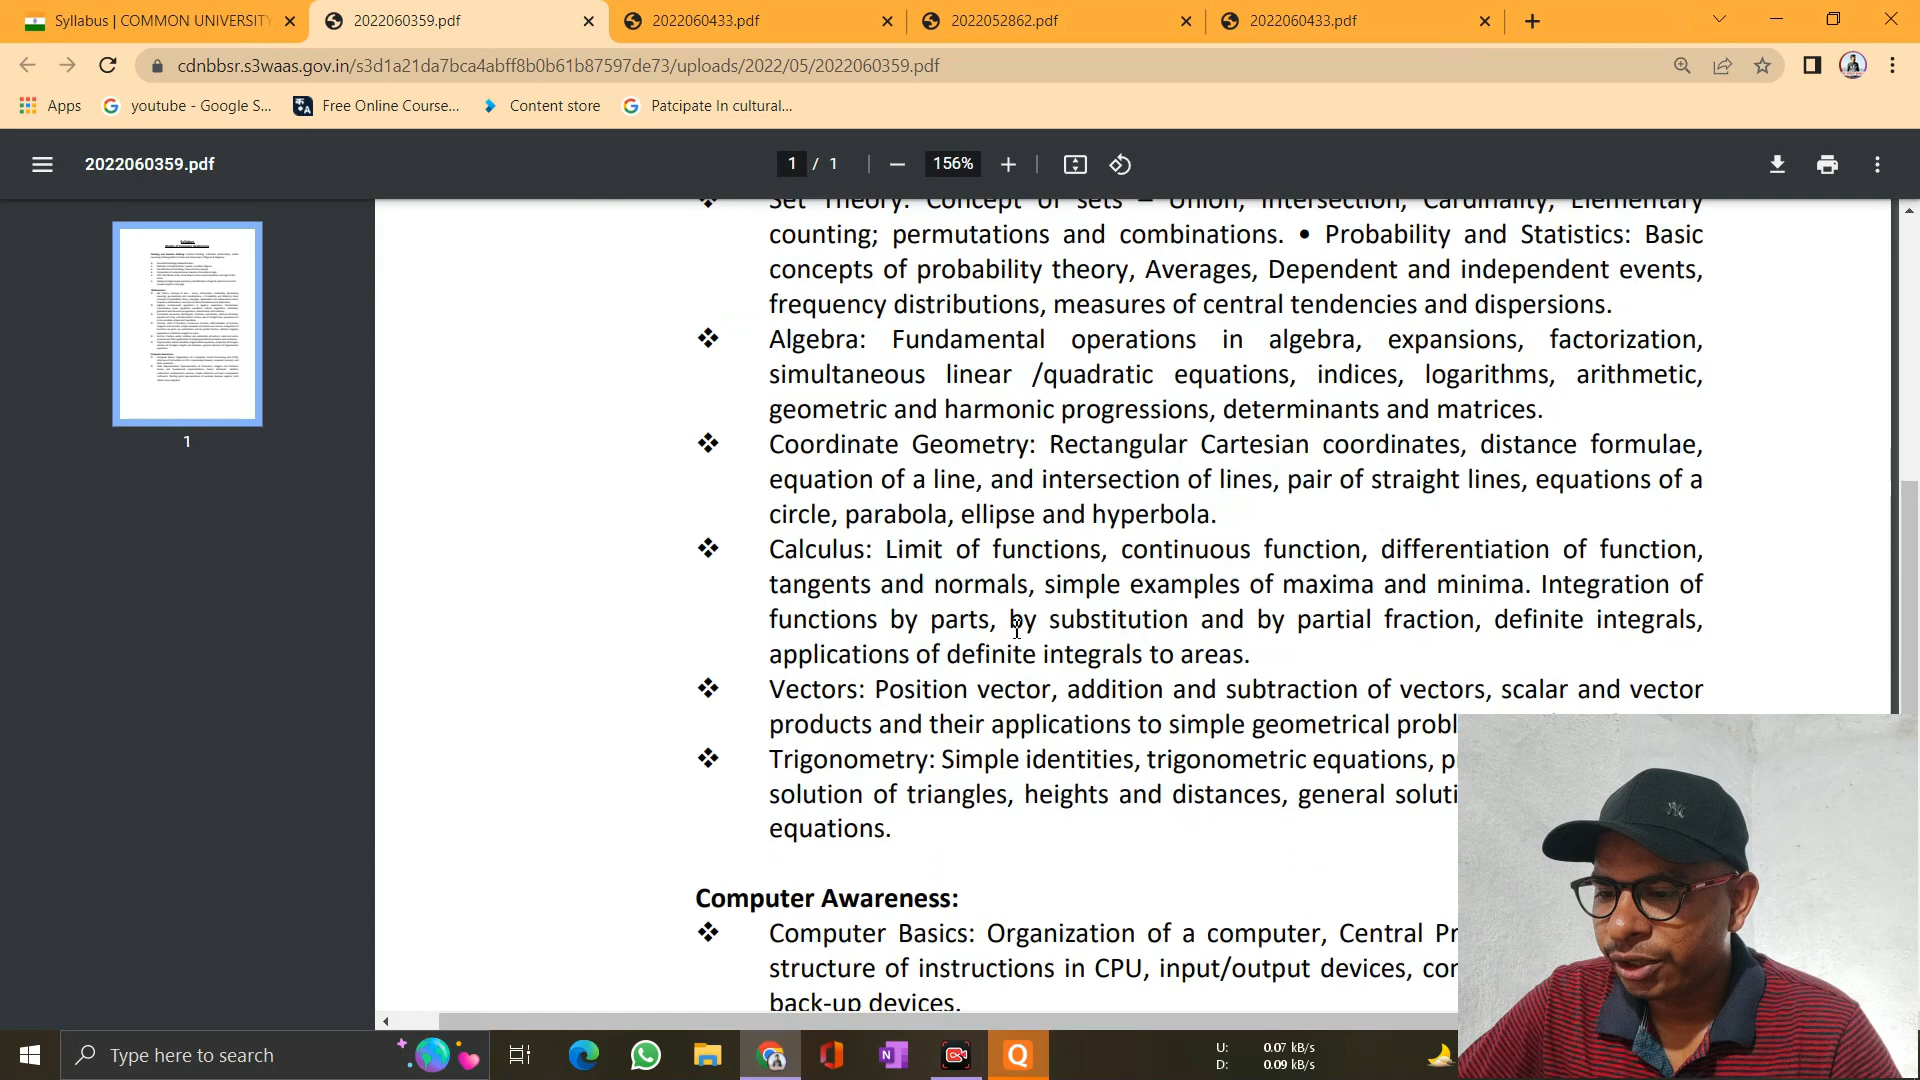 Syllabus | COMMON UNIVERSITY
2022060359.pdf
2022060433.pdf
2022052862.pdf
2022060433.pdf
cdnbbsr.s3waas.gov.in/s3d1a21da7bca4abff8b0b61b87597de73/uploads/2022/05/2022060359.pdf
Apps
youtube - Google S...
Free Online Course...
Content store
Patcipate In cultural...
2022060359.pdf
1 / 1
156%
1
Set Theory: Concept of sets – Union, Intersection, Cardinality, Elementary
counting; permutations and combinations. • Probability and Statistics: Basic
concepts of probability theory, Averages, Dependent and independent events,
frequency distributions, measures of central tendencies and dispersions.
❖ Algebra: Fundamental operations in algebra, expansions, factorization,
simultaneous linear /quadratic equations, indices, logarithms, arithmetic,
geometric and harmonic progressions, determinants and matrices.
❖ Coordinate Geometry: Rectangular Cartesian coordinates, distance formulae,
equation of a line, and intersection of lines, pair of straight lines, equations of a
circle, parabola, ellipse and hyperbola.
❖ Calculus: Limit of functions, continuous function, differentiation of function,
tangents and normals, simple examples of maxima and minima. Integration of
functions by parts, by substitution and by partial fraction, definite integrals,
applications of definite integrals to areas.
❖ Vectors: Position vector, addition and subtraction of vectors, scalar and vector
products and their applications to simple geometrical
❖ Trigonometry: Simple identities, trigonometric equations,
solution of triangles, heights and distances, general
equations.
Computer Awareness:
❖ Computer Basics: Organization of a computer, Central
structure of instructions in CPU, input/output devices,
back-up devices.
Type here to search
U: 0.07 kB/s
D: 0.09 kB/s